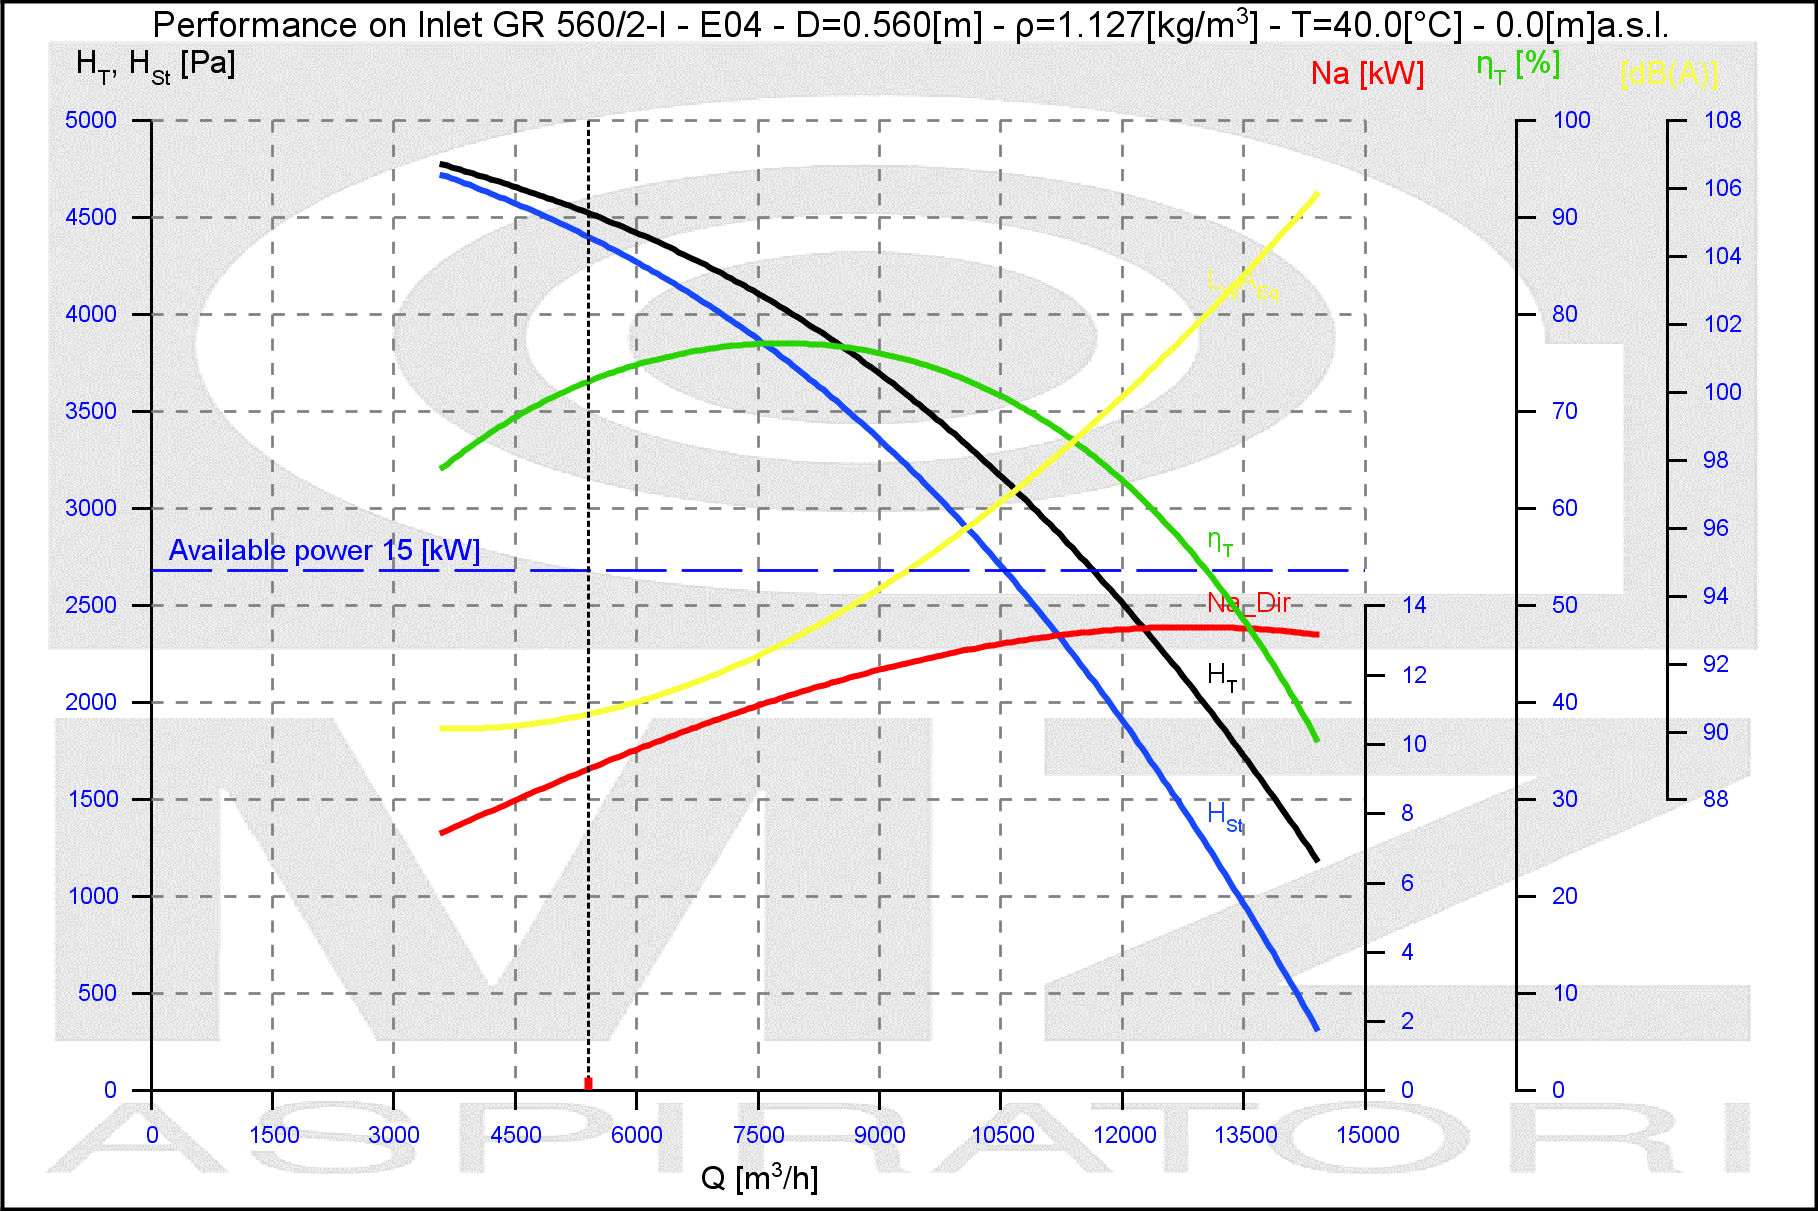 Performance on Inlet GR 560/2-I - E04 - D=0.560[m] - ρ=1.127[kg/m³] - T=40.0[°C] - 0.0[m]a.s.l.
H_T, H_St [Pa]
Na [kW]
η_T [%]
[dB(A)]
5000
4500
4000
3500
3000
2500
2000
1500
1000
500
0
Available power 15 [kW]
LwA_Eq
η_T
Na_Dir
H_T
H_St
14
12
10
8
6
4
2
0
100
90
80
70
60
50
40
30
20
10
0
108
106
104
102
100
98
96
94
92
90
88
0 1500 3000 4500 6000 7500 9000 10500 12000 13500 15000
Q [m³/h]
MZ
ASPIRATORI